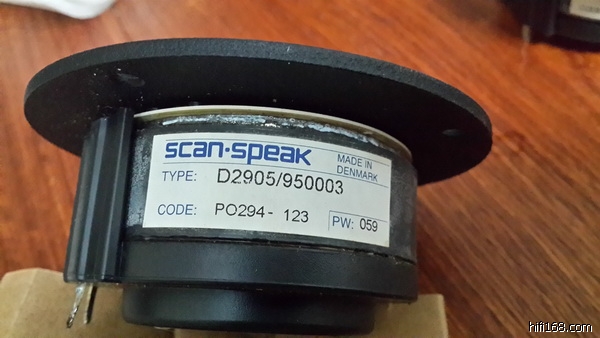 scan-speak
MADE IN
DENMARK
TYPE: D2905/950003
CODE: PO294- 123
PW: 059
hifi168.com